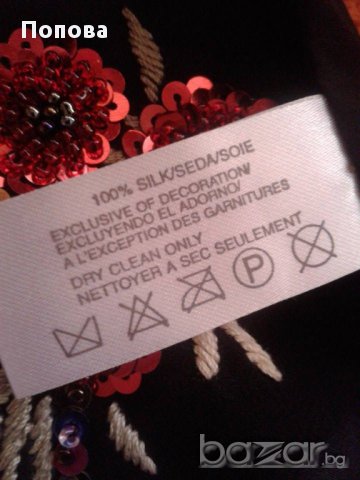 Попова
100% SILK/SEDA/SOIE
EXCLUSIVE OF DECORATION/
EXCLUYENDO EL ADORNO/
A L'EXCEPTION DES GARNITURES
DRY CLEAN ONLY
NETTOYER A SEC SEULEMENT
P
bazar.bg